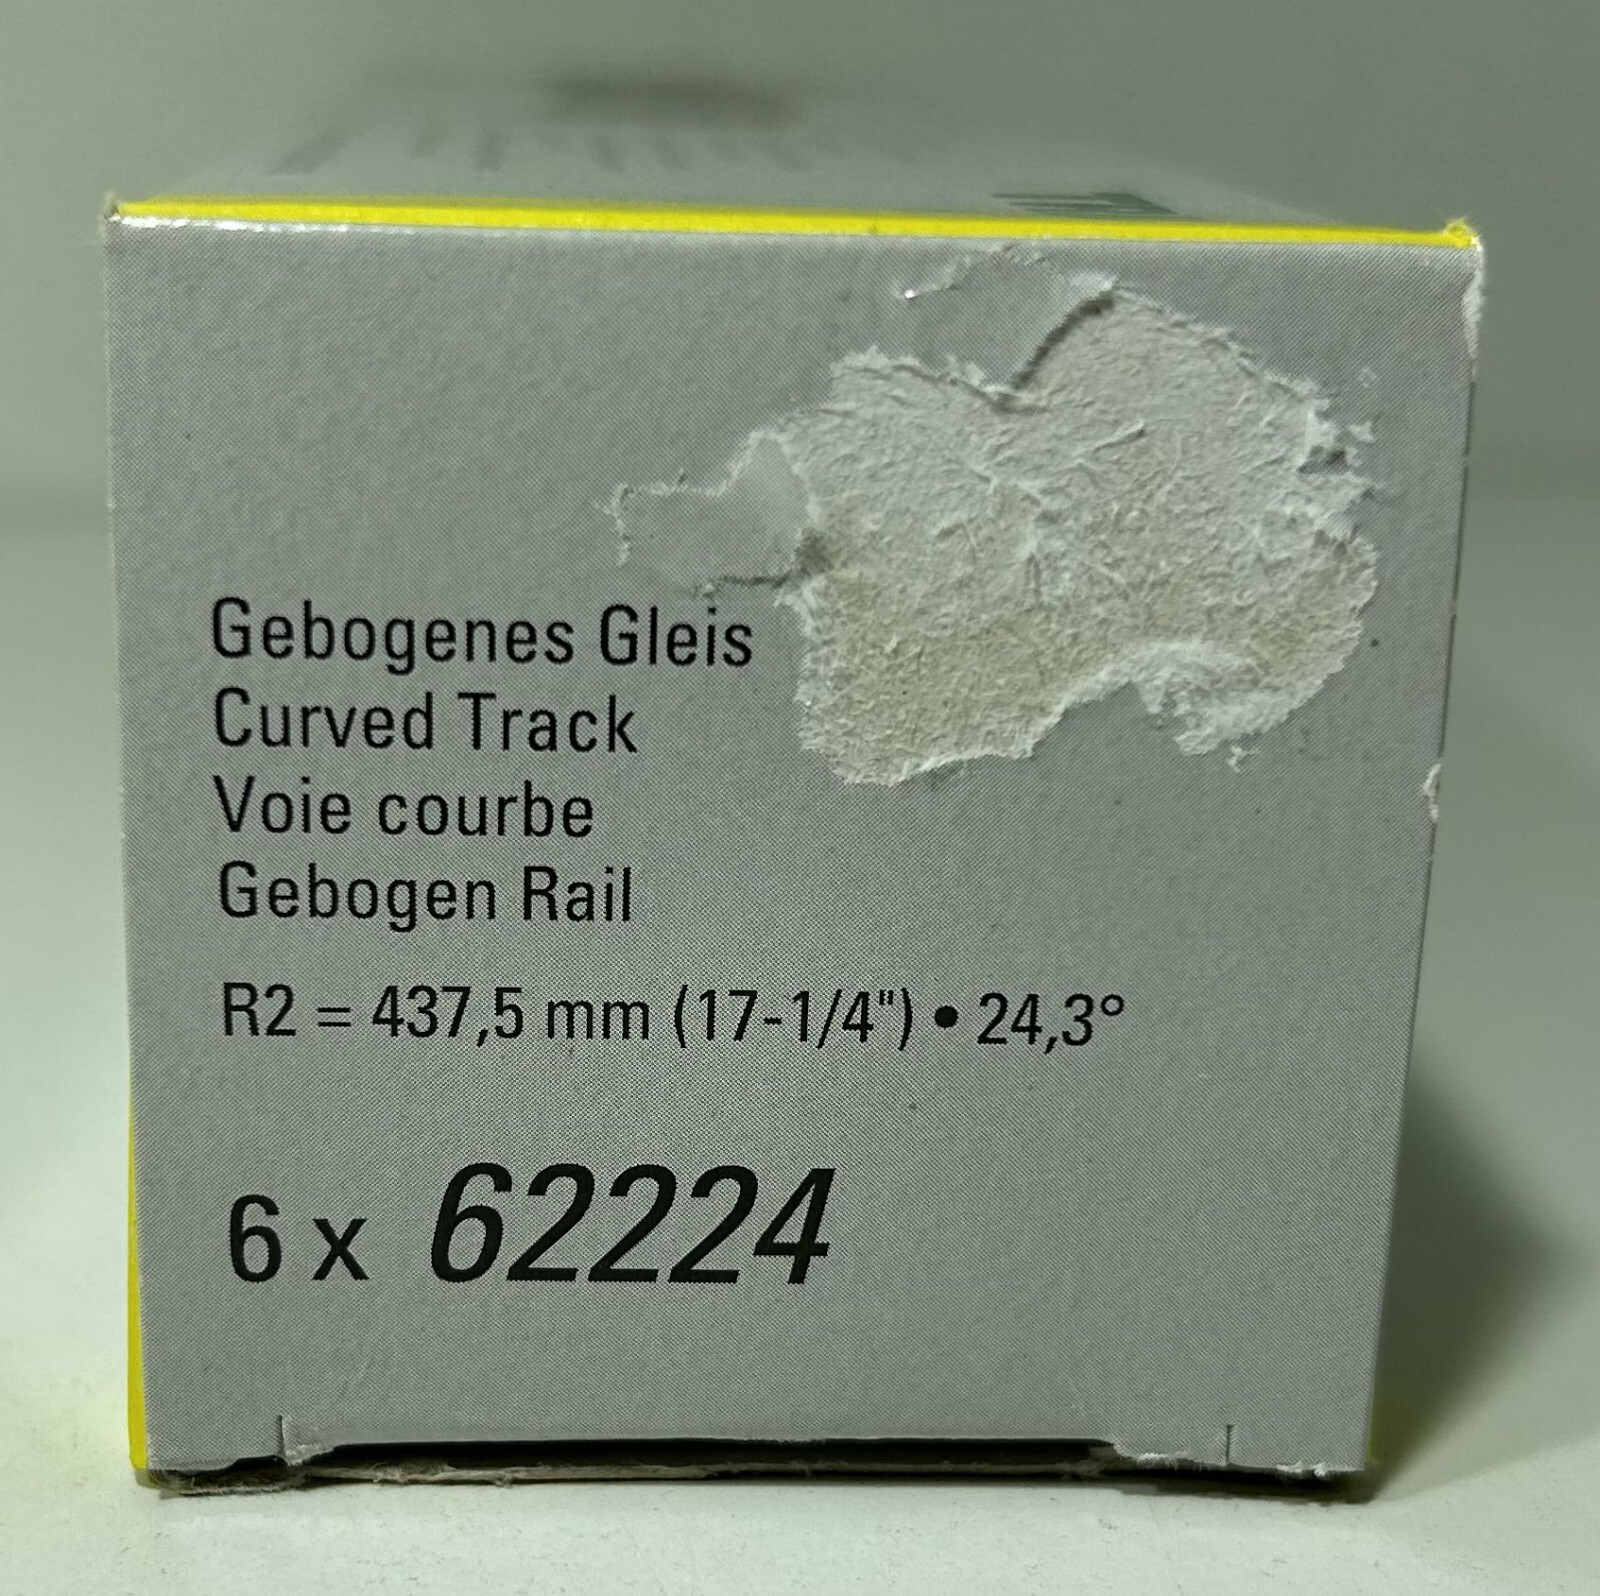 Gebogenes Gleis
Curved Track
Voie courbe
Gebogen Rail
R2 = 437,5 mm (17-1/4") • 24,3°
6 x 62224